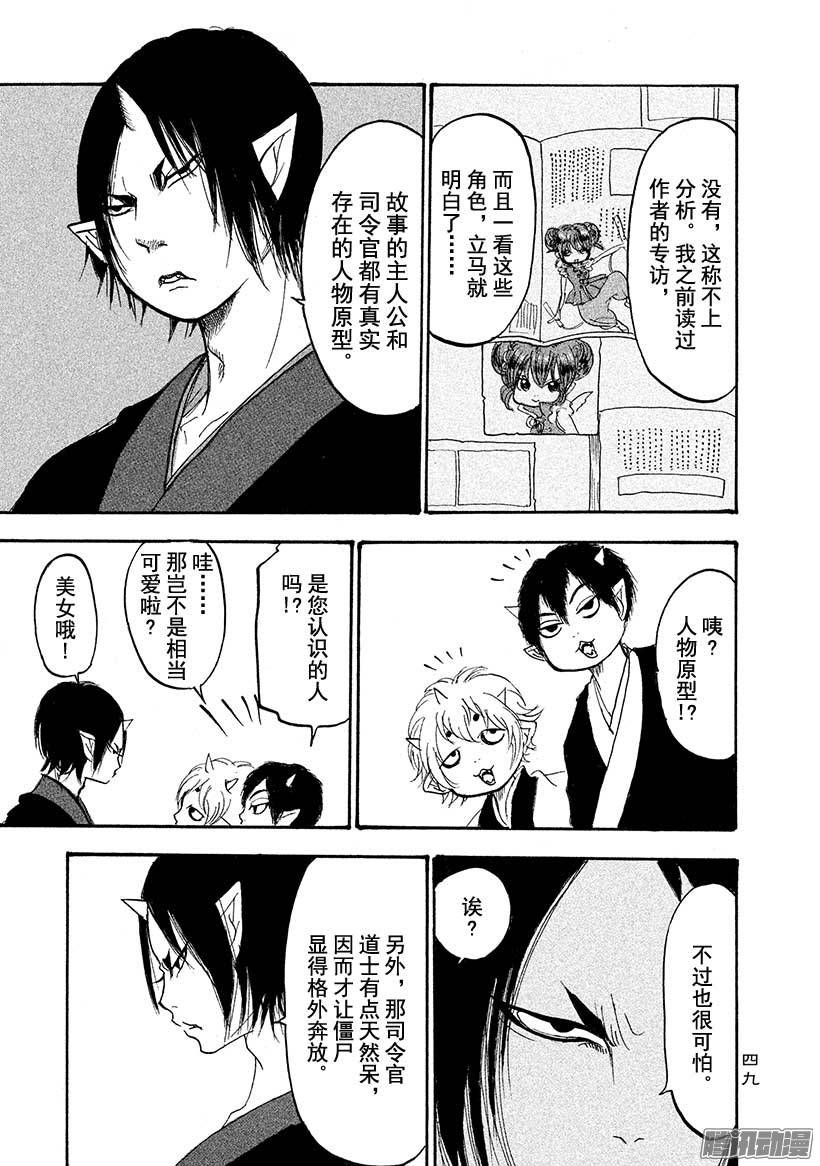 没有，这称不上
分析。我之前读过
作者的专访，
而且一看这些
角色，立马就
明白了……
故事的主人公和
司令官都有真实
存在的人物原型。
咦？
人物原型!?
是您认识的人
吗!?
哇……
那岂不是相当
可爱啦？
美女哦！
不过也很可怕。
诶？
另外，那司令官
道士有点天然呆，
因而才让僵尸
显得格外奔放。
四九
腾讯动漫